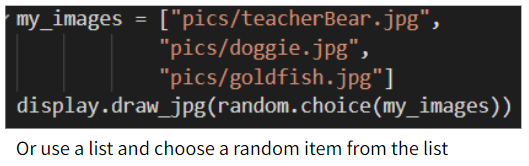 my_images = ["pics/teacherBear.jpg",
"pics/doggie.jpg",
"pics/goldfish.jpg"]
display.draw_jpg(random.choice(my_images))
Or use a list and choose a random item from the list